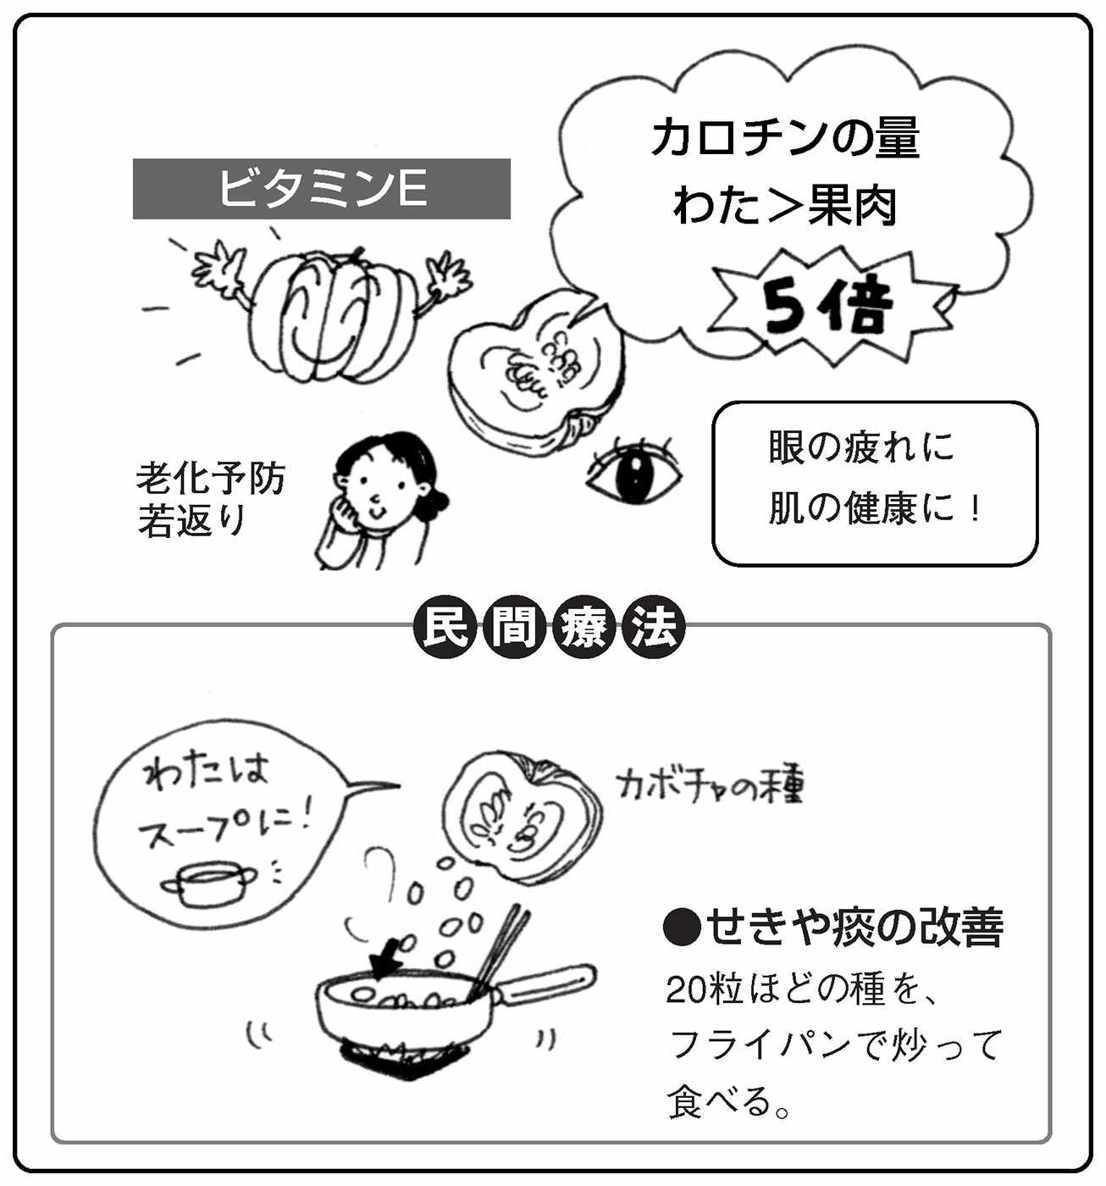 ビタミンE
カロチンの量
わた＞果肉
5倍
老化予防
若返り
眼の疲れに
肌の健康に！
民間療法
わたは
スープに！
カボチャの種
●せきや痰の改善
20粒ほどの種を、
フライパンで炒って
食べる。